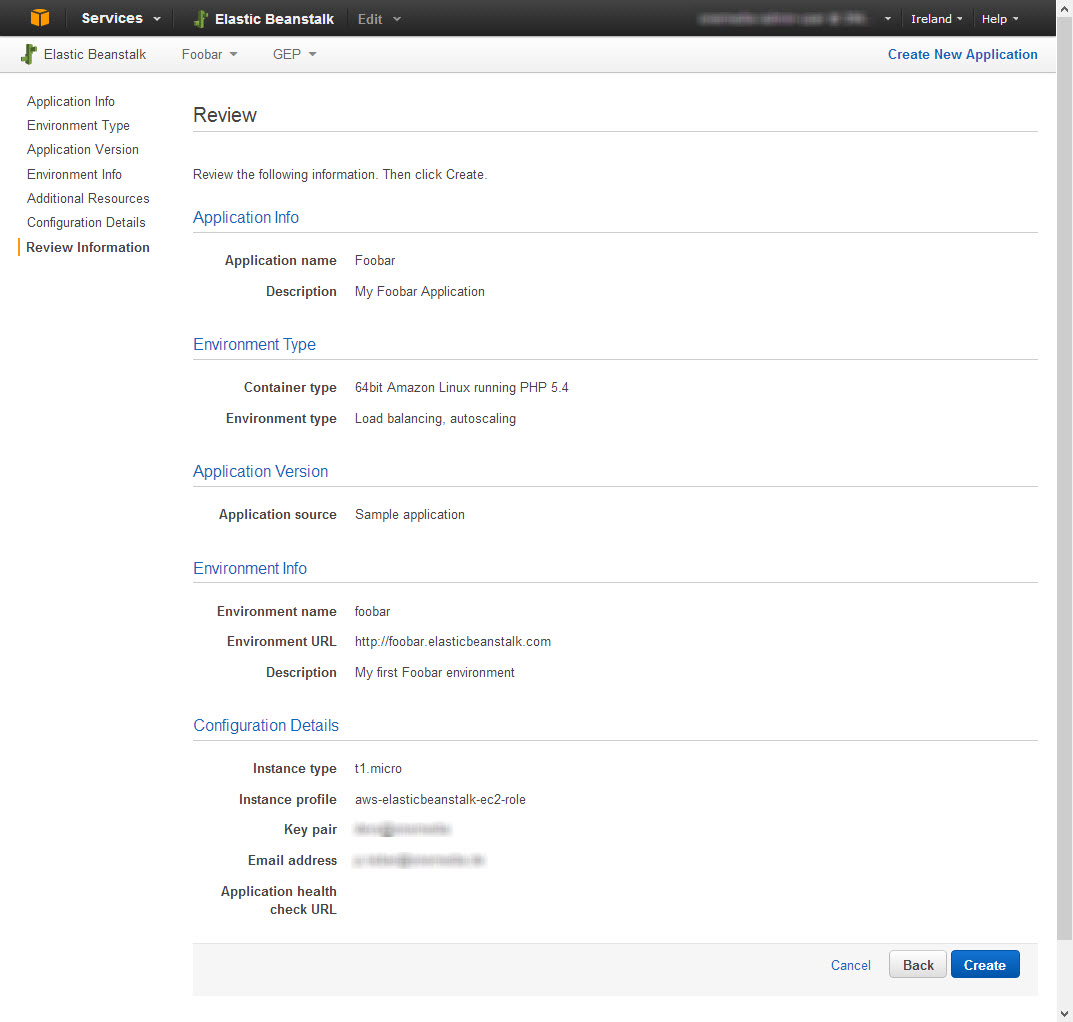 Services Elastic Beanstalk Edit Ireland Help
Elastic Beanstalk Foobar GEP Create New Application
Application Info
Environment Type
Application Version
Environment Info
Additional Resources
Configuration Details
Review Information
Review
Review the following information. Then click Create.
Application Info
Application name Foobar
Description My Foobar Application
Environment Type
Container type 64bit Amazon Linux running PHP 5.4
Environment type Load balancing, autoscaling
Application Version
Application source Sample application
Environment Info
Environment name foobar
Environment URL http://foobar.elasticbeanstalk.com
Description My first Foobar environment
Configuration Details
Instance type t1.micro
Instance profile aws-elasticbeanstalk-ec2-role
Key pair
Email address
Application health
check URL
Cancel Back Create